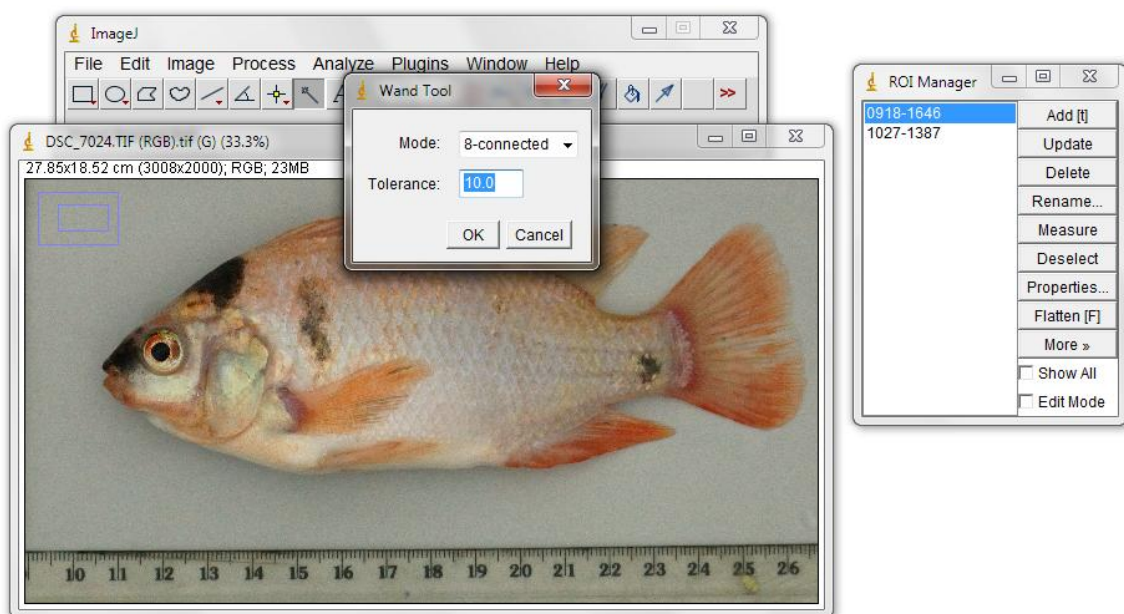 ImageJ
File Edit Image Process Analyze Plugins Window Help
A
>>
Wand Tool
Mode: 8-connected
Tolerance: 10.0
OK Cancel
DSC_7024.TIF (RGB).tif (G) (33.3%)
27.85x18.52 cm (3008x2000); RGB; 23MB
10 11 12 13 14 15 16 17 18 19 20 21 22 23 24 25 26
ROI Manager
0918-1646
1027-1387
Add [t]
Update
Delete
Rename...
Measure
Deselect
Properties...
Flatten [F]
More »
Show All
Edit Mode